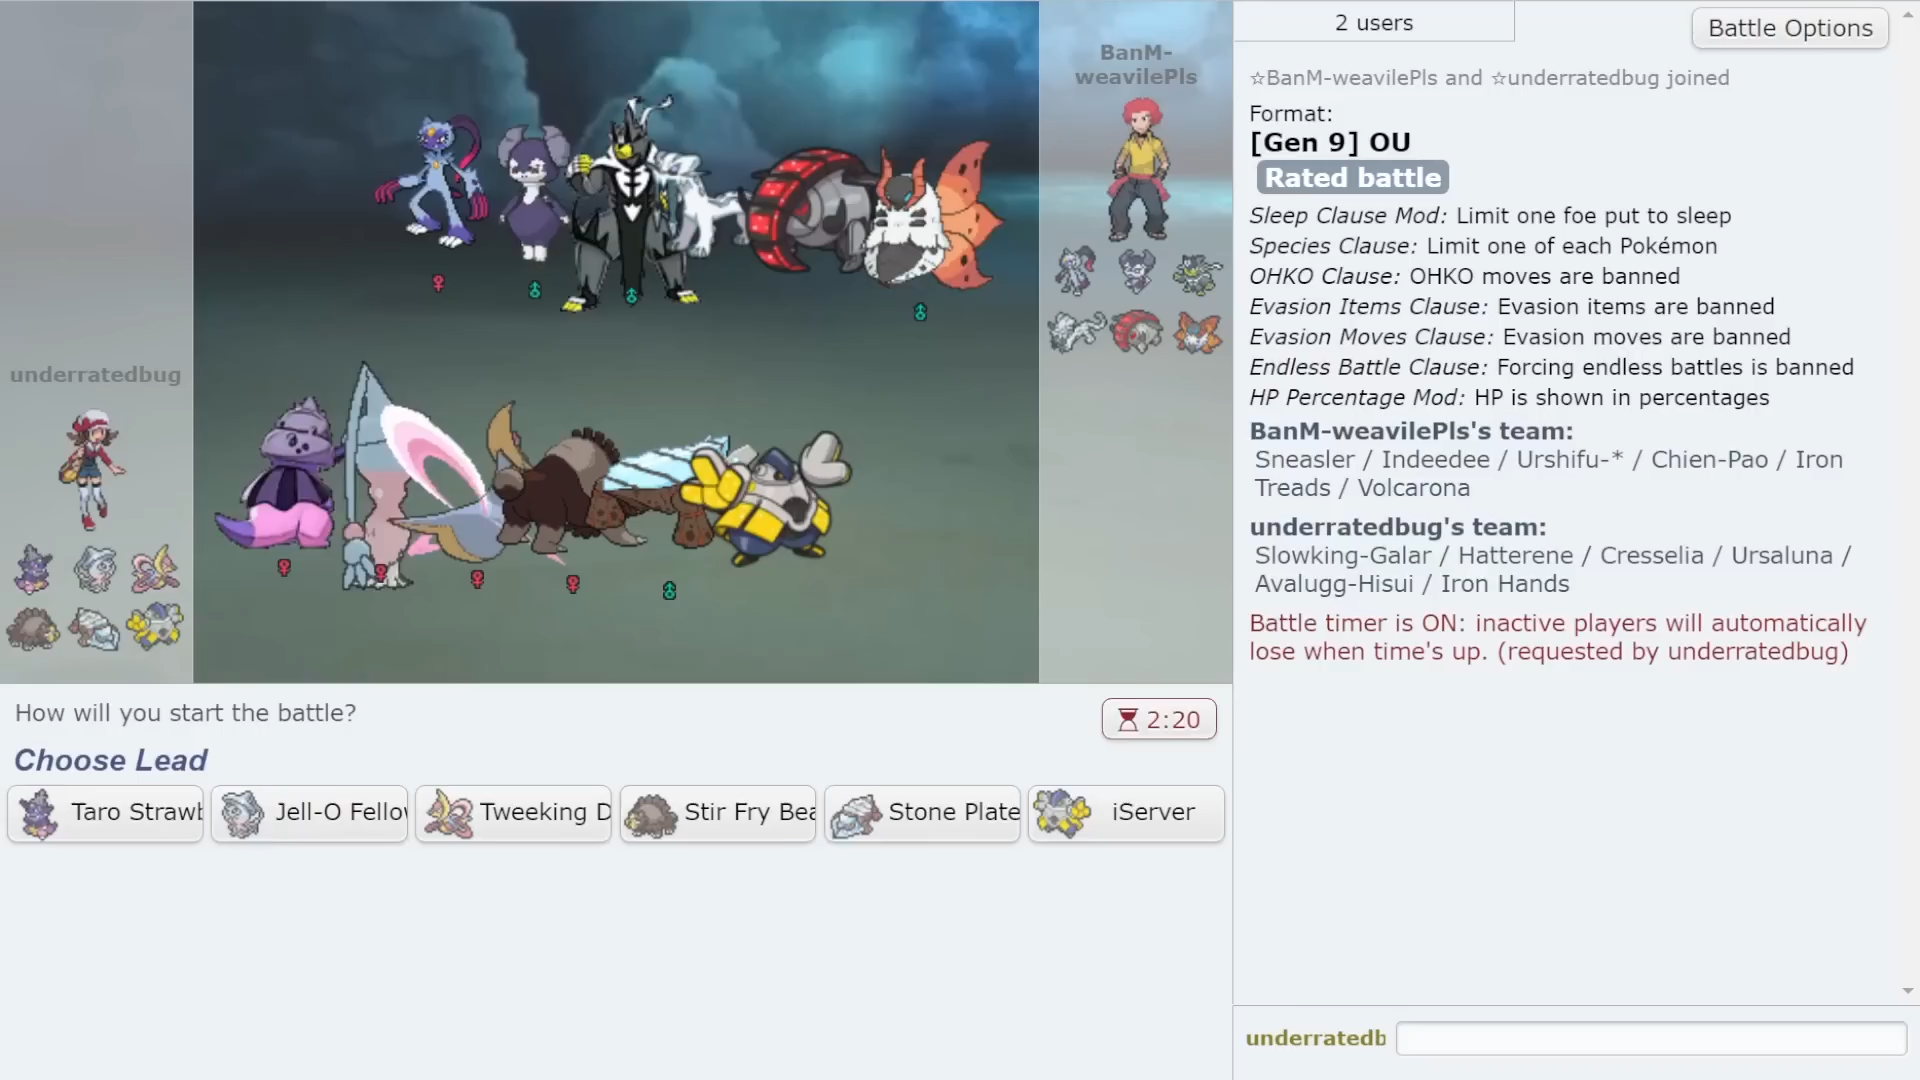 2 users
Battle Options
BanM-
weavilePls
underratedbug
☆BanM-weavilePls and ☆underratedbug joined
Format:
[Gen 9] OU
Rated battle
Sleep Clause Mod: Limit one foe put to sleep
Species Clause: Limit one of each Pokémon
OHKO Clause: OHKO moves are banned
Evasion Items Clause: Evasion items are banned
Evasion Moves Clause: Evasion moves are banned
Endless Battle Clause: Forcing endless battles is banned
HP Percentage Mod: HP is shown in percentages
BanM-weavilePls's team:
Sneasler / Indeedee / Urshifu-* / Chien-Pao / Iron
Treads / Volcarona
underratedbug's team:
Slowking-Galar / Hatterene / Cresselia / Ursaluna /
Avalugg-Hisui / Iron Hands
Battle timer is ON: inactive players will automatically
lose when time's up. (requested by underratedbug)
How will you start the battle?
2:20
Choose Lead
Taro Strawb
Jell-O Fellow
Tweeking D
Stir Fry Bea
Stone Plate
iServer
underratedb